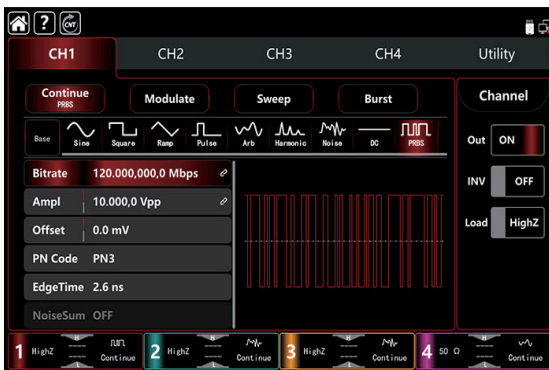 ? CNT
CH1 CH2 CH3 CH4 Utility
Continue
PRBS
Modulate Sweep Burst
Channel
Base Sine Square Ramp Pulse Arb Harmonic Noise DC PRBS
Out ON
INV OFF
Load HighZ
Bitrate 120.000,000,0 Mbps
Ampl 10.000,0 Vpp
Offset 0.0 mV
PN Code PN3
EdgeTime 2.6 ns
NoiseSum OFF
1 HighZ H ---- ---- L Continue
2 HighZ H ---- ---- L Continue
3 HighZ H ---- ---- L Continue
4 50 Ω H ---- ---- L Continue